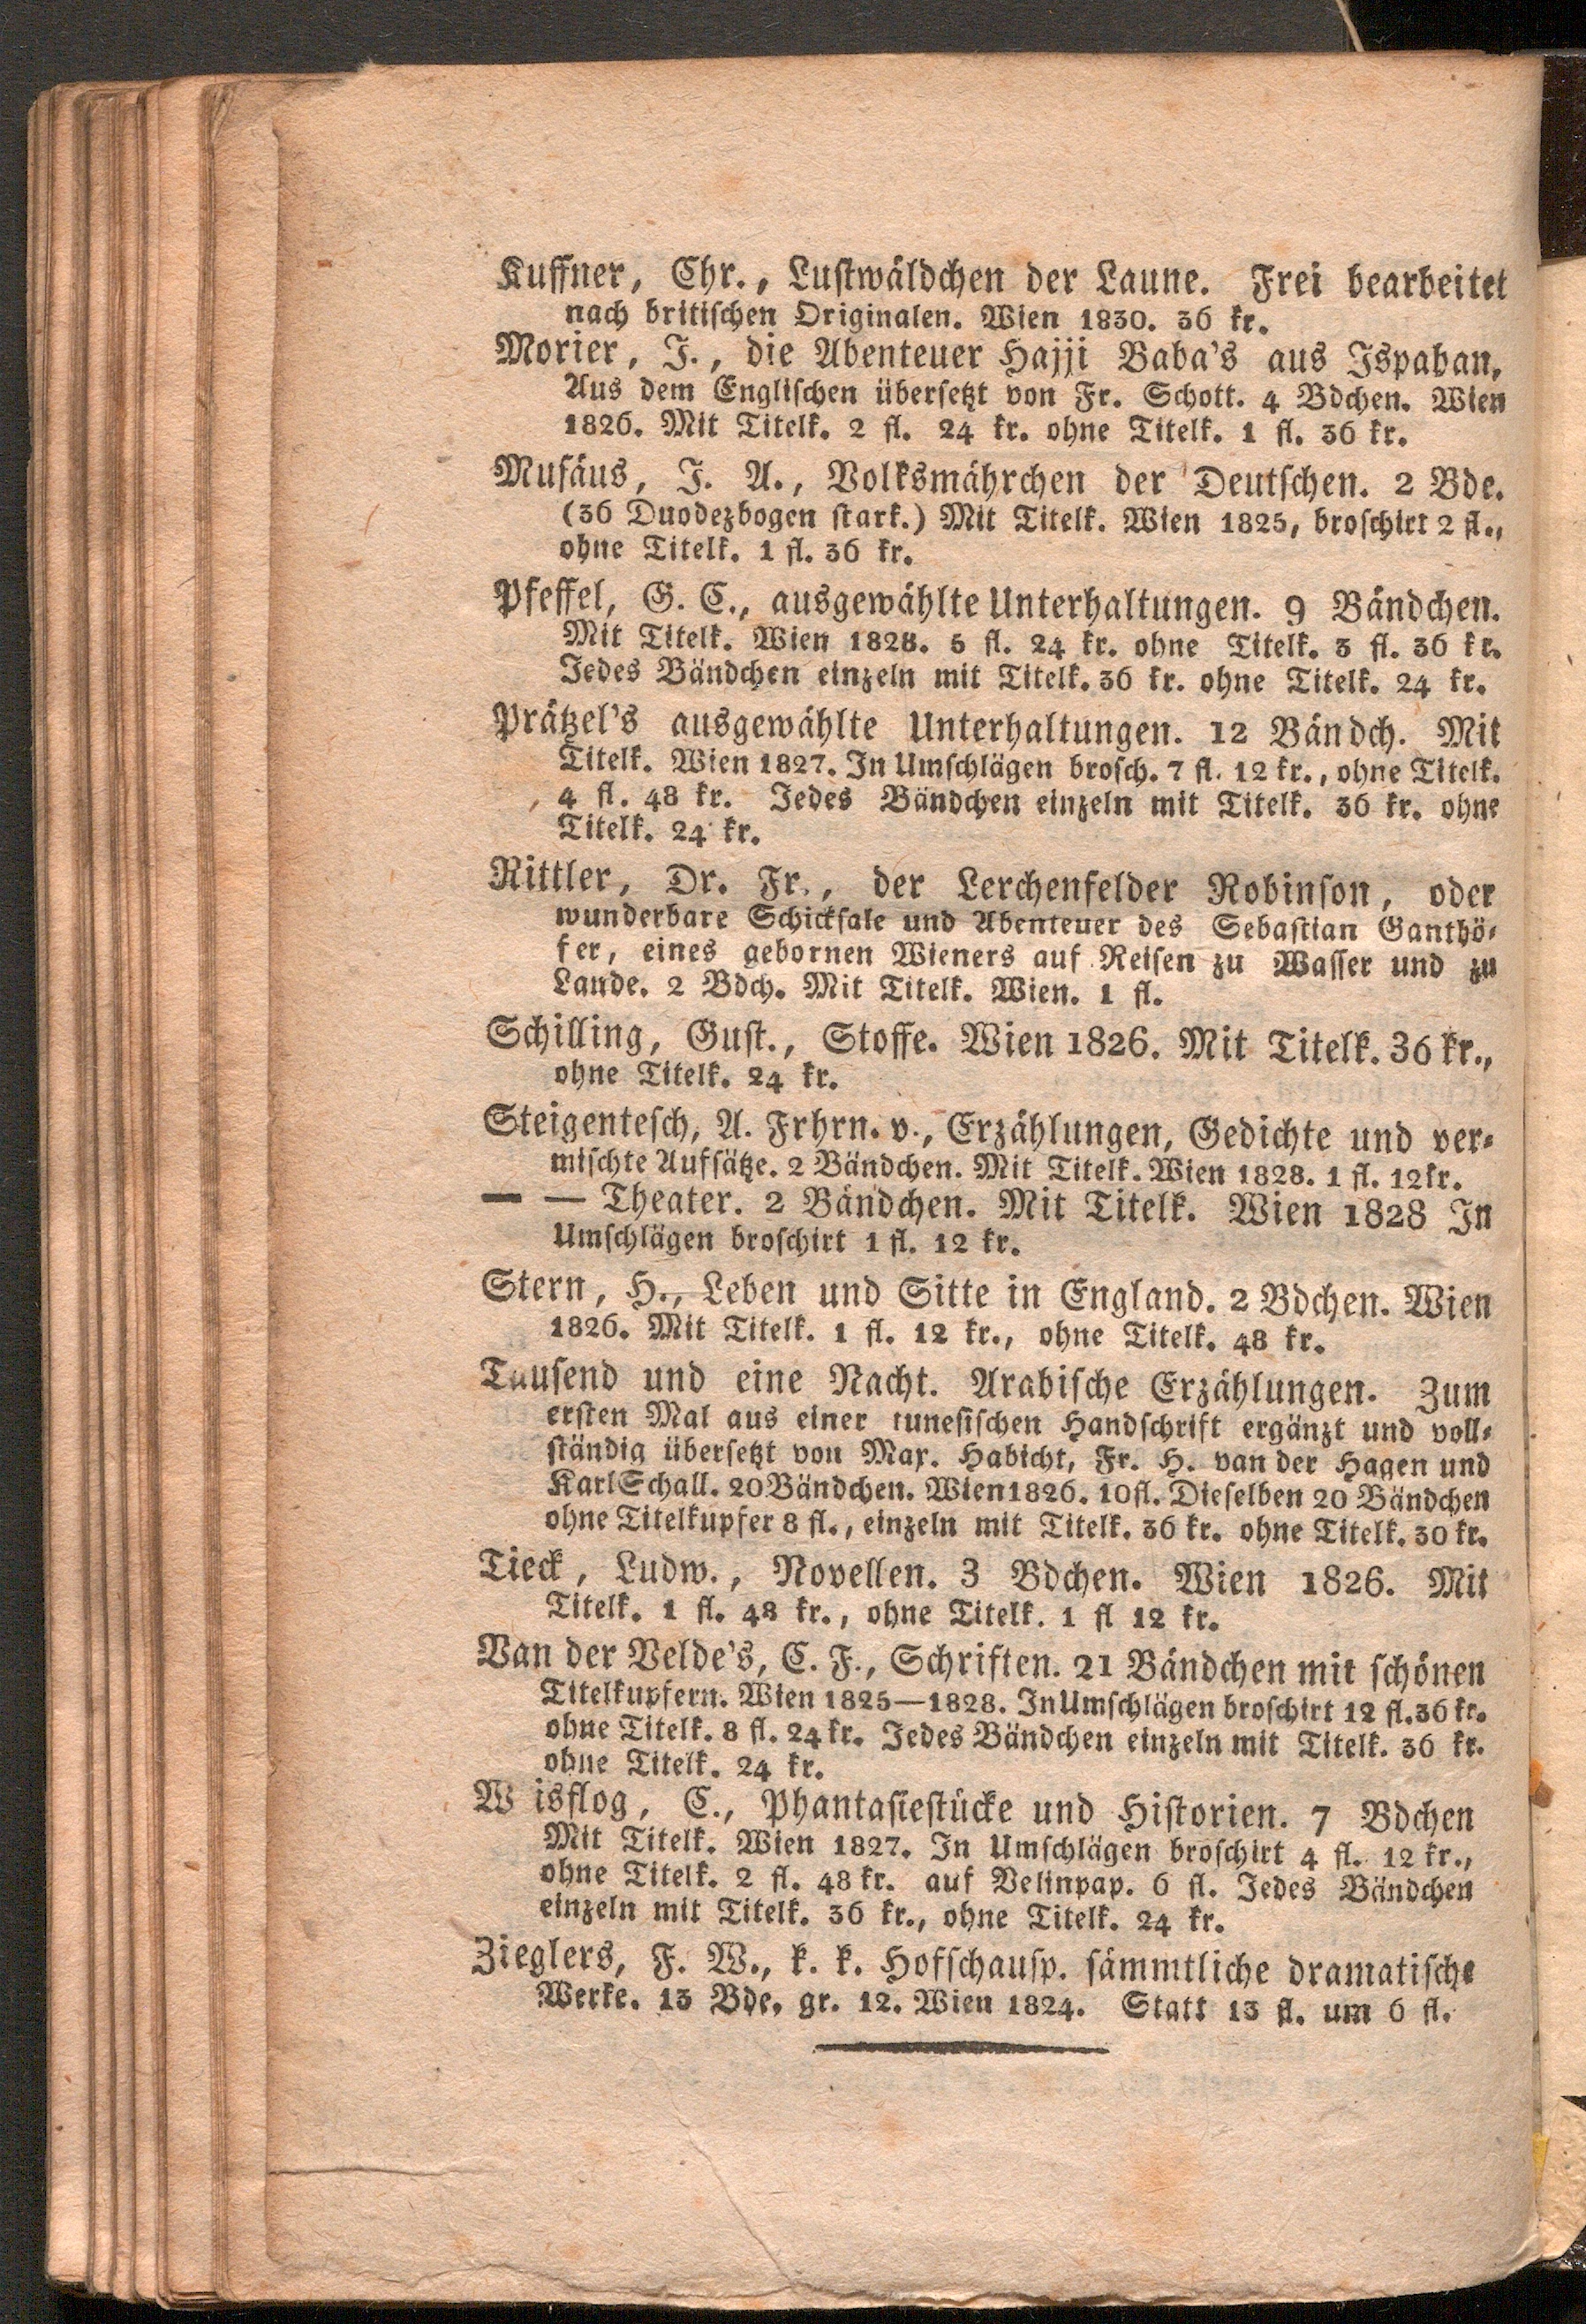 Kuffner, Chr., Lustwäldchen der Laune. Frei bearbeitet
nach britischen Originalen. Wien 1830. 36 kr.
Morier, J., die Abenteuer Hajji Baba's aus Ispahan,
Aus dem Englischen übersetzt von Fr. Schott. 4 Bdchen. Wien
1826. Mit Titelk. 2 fl. 24 kr. ohne Titelk. 1 fl. 36 kr.
Musäus, J. A., Volksmährchen der Deutschen. 2 Bde.
(36 Duodezbogen stark.) Mit Titelk. Wien 1825, broschirt 2 fl.,
ohne Titelk. 1 fl. 36 kr.
Pfeffel, G. C., ausgewählte Unterhaltungen. 9 Bändchen.
Mit Titelk. Wien 1828. 5 fl. 24 kr. ohne Titelk. 3 fl. 36 kr.
Jedes Bändchen einzeln mit Titelk. 36 kr. ohne Titelk. 24 kr.
Prätzel's ausgewählte Unterhaltungen. 12 Bändch. Mit
Titelk. Wien 1827. In Umschlägen brosch. 7 fl. 12 kr., ohne Titelk.
4 fl. 48 kr. Jedes Bändchen einzeln mit Titelk. 36 kr. ohne
Titelk. 24 kr.
Rittler, Dr. Fr., der Lerchenfelder Robinson, oder
wunderbare Schicksale und Abenteuer des Sebastian Ganthö-
fer, eines gebornen Wieners auf Reisen zu Wasser und zu
Lande. 2 Bdch. Mit Titelk. Wien. 1 fl.
Schilling, Gust., Stoffe. Wien 1826. Mit Titelk. 36 kr.,
ohne Titelk. 24 kr.
Steigentesch, A. Frhrn. v., Erzählungen, Gedichte und ver-
mischte Aufsätze. 2 Bändchen. Mit Titelk. Wien 1828. 1 fl. 12 kr.
— — Theater. 2 Bändchen. Mit Titelk. Wien 1828 In
Umschlägen broschirt 1 fl. 12 kr.
Stern, H., Leben und Sitte in England. 2 Bdchen. Wien
1826. Mit Titelk. 1 fl. 12 kr., ohne Titelk. 48 kr.
Tausend und eine Nacht. Arabische Erzählungen. Zum
ersten Mal aus einer tunesischen Handschrift ergänzt und voll-
ständig übersetzt von Max. Habicht, Fr. H. van der Hagen und
Karl Schall. 20 Bändchen. Wien 1826. 10 fl. Dieselben 20 Bändchen
ohne Titelkupfer 8 fl., einzeln mit Titelk. 36 kr. ohne Titelk. 30 kr.
Tieck, Ludw., Novellen. 3 Bdchen. Wien 1826. Mit
Titelk. 1 fl. 48 kr., ohne Titelk. 1 fl 12 kr.
Van der Velde's, C. F., Schriften. 21 Bändchen mit schönen
Titelkupfern. Wien 1825—1828. In Umschlägen broschirt 12 fl. 36 kr.
ohne Titelk. 8 fl. 24 kr. Jedes Bändchen einzeln mit Titelk. 36 kr.
ohne Titelk. 24 kr.
W isflog, C., Phantasiestücke und Historien. 7 Bdchen
Mit Titelk. Wien 1827. In Umschlägen broschirt 4 fl. 12 kr.,
ohne Titelk. 2 fl. 48 kr. auf Velinpap. 6 fl. Jedes Bändchen
einzeln mit Titelk. 36 kr., ohne Titelk. 24 kr.
Zieglers, F. W., k. k. Hofschausp. sämmtliche dramatische
Werke. 13 Bde. gr. 12. Wien 1824. Statt 13 fl. um 6 fl.